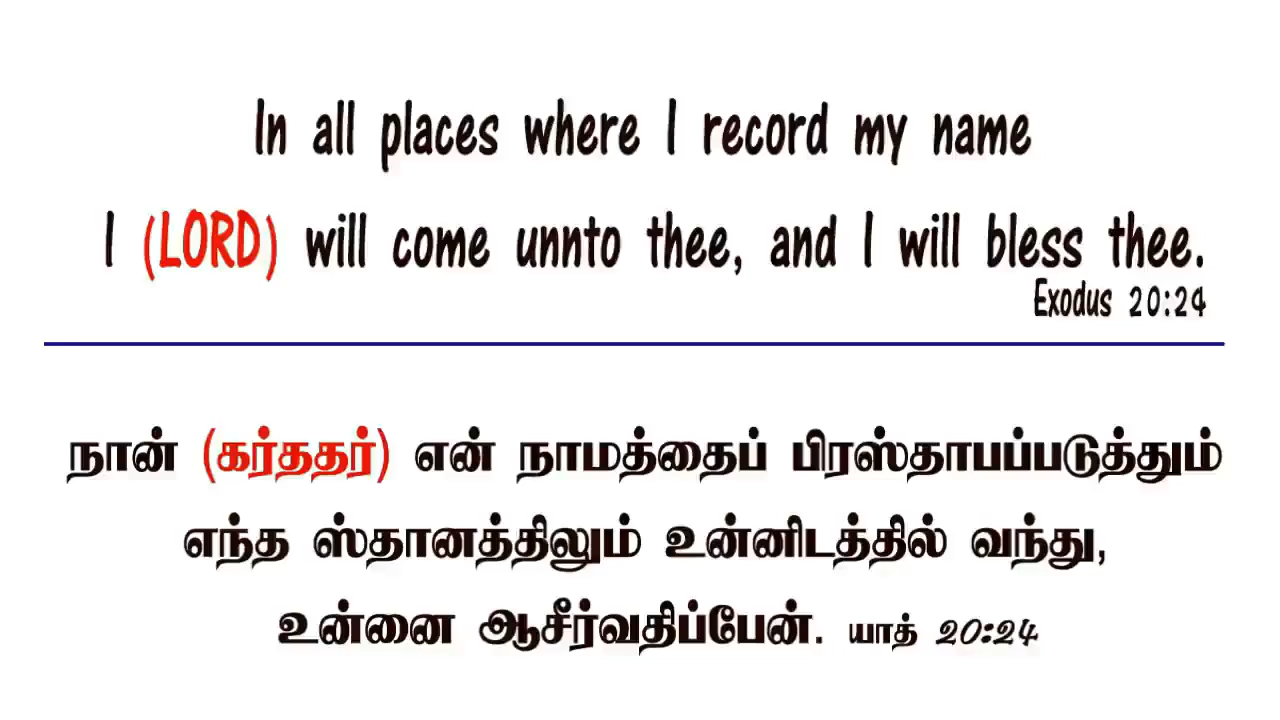 In all places where I record my name
I (LORD) will come unnto thee, and I will bless thee.
Exodus 20:24
நான் (கர்ததர்) என் நாமத்தைப் பிரஸ்தாபப்படுத்தும்
எந்த ஸ்தானத்திலும் உன்னிடத்தில் வந்து,
உன்னை ஆசீர்வதிப்பேன். யாத் 20:24